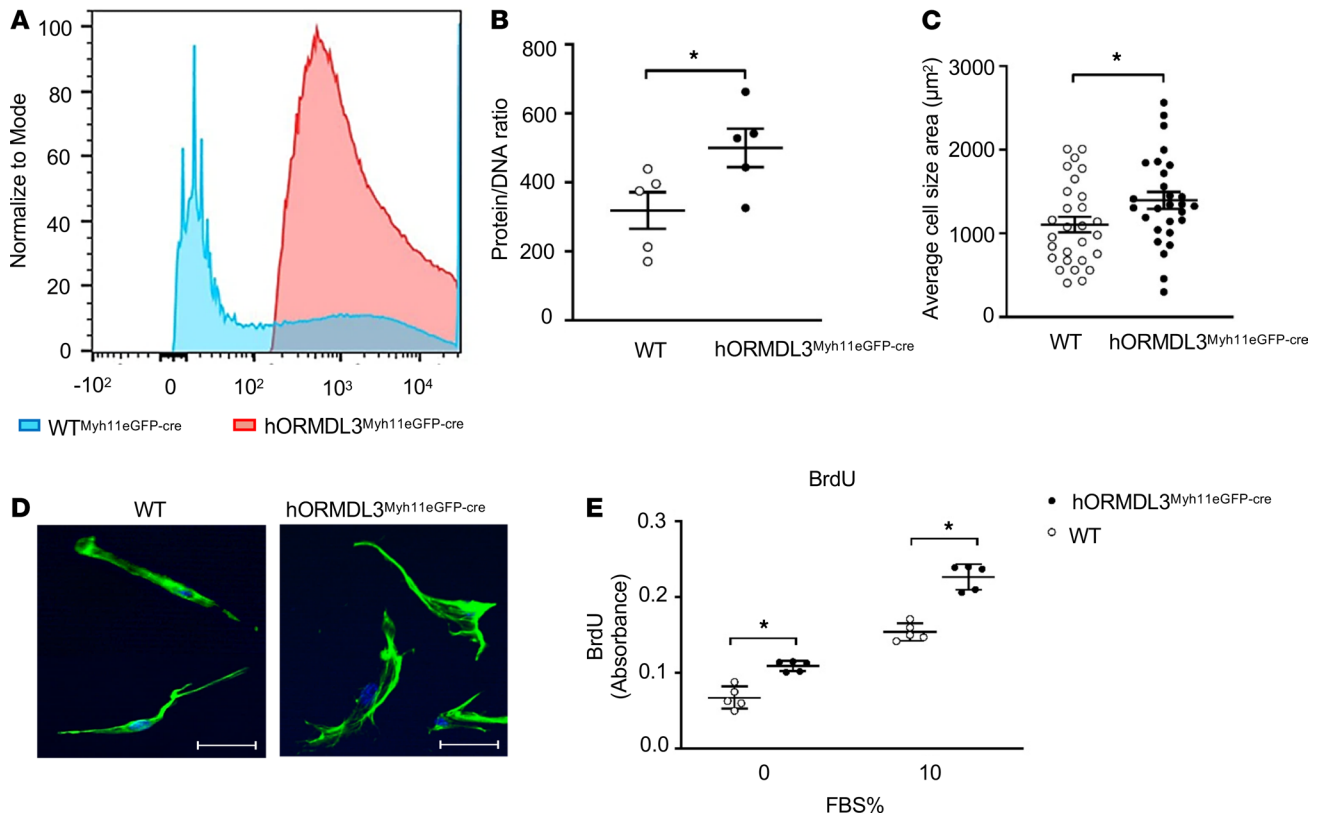 A
Normalize to Mode
100
80
60
40
20
0
-10²
0
10²
10³
10⁴
WTMyh11eGFP-cre
hORMDL3Myh11eGFP-cre
B
Protein/DNA ratio
800
600
400
200
0
*
WT
hORMDL3Myh11eGFP-cre
C
Average cell size area (µm²)
3000
2000
1000
0
*
WT
hORMDL3Myh11eGFP-cre
D
WT
hORMDL3Myh11eGFP-cre
E
BrdU
BrdU
(Absorbance)
0.3
0.2
0.1
0.0
*
*
0
10
FBS%
hORMDL3Myh11eGFP-cre
WT